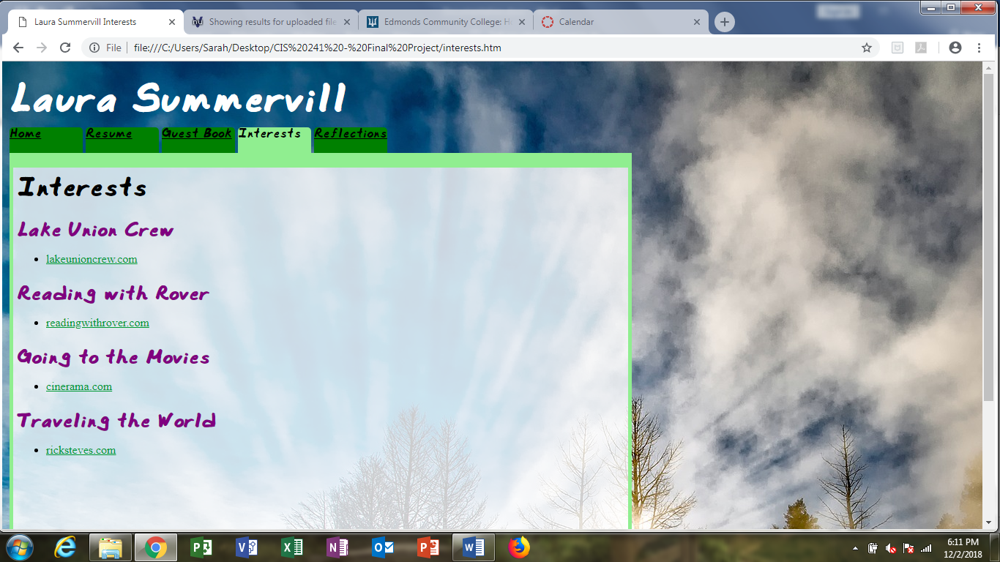 Laura Summervill Interests
Showing results for uploaded file
Edmonds Community College: H
Calendar
File
file:///C:/Users/Sarah/Desktop/CIS%20241%20-%20Final%20Project/interests.htm
Laura Summervill
Home Resume Guest Book Interests Reflections
Interests
Lake Union Crew
lakeunioncrew.com
Reading with Rover
readingwithrover.com
Going to the Movies
cinerama.com
Traveling the World
ricksteves.com
6:11 PM
12/2/2018